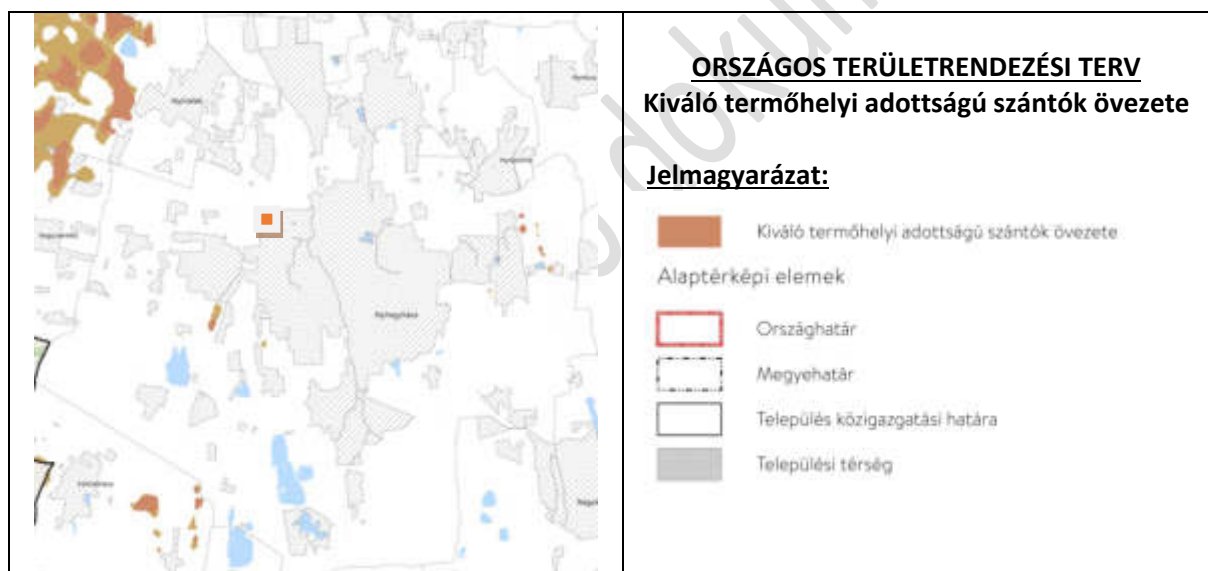 ORSZÁGOS TERÜLETRENDEZÉSI TERV
Kiváló termőhelyi adottságú szántók övezete
Jelmagyarázat:
Kiváló termőhelyi adottságú szántók övezete
Alaptérképi elemek
Országhatár
Megyehatár
Település közigazgatási határa
Települési térség
Nyíregyháza